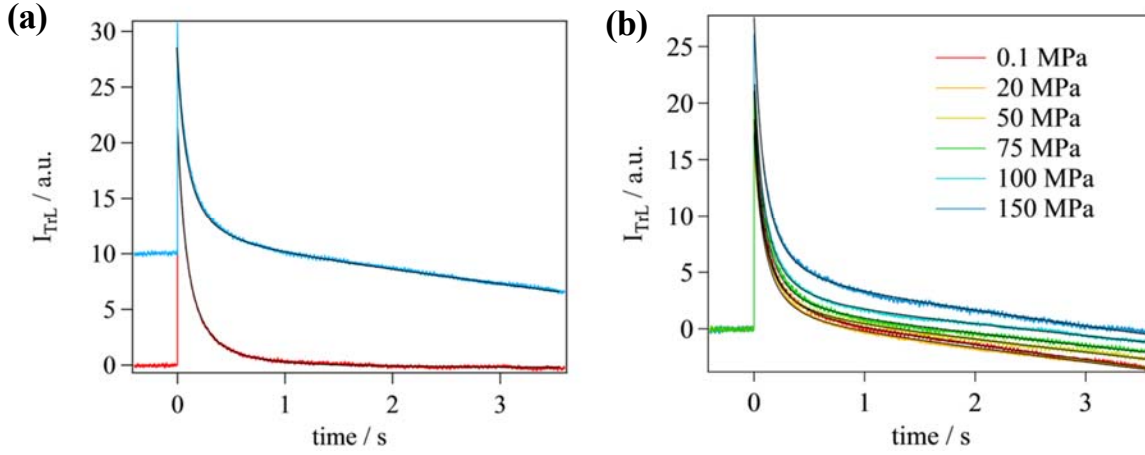 (a)
30
25
20
15
10
5
0
I_TrL / a.u.
0 1 2 3
time / s
(b)
25
20
15
10
5
0
I_TrL / a.u.
0.1 MPa
20 MPa
50 MPa
75 MPa
100 MPa
150 MPa
0 1 2 3
time / s